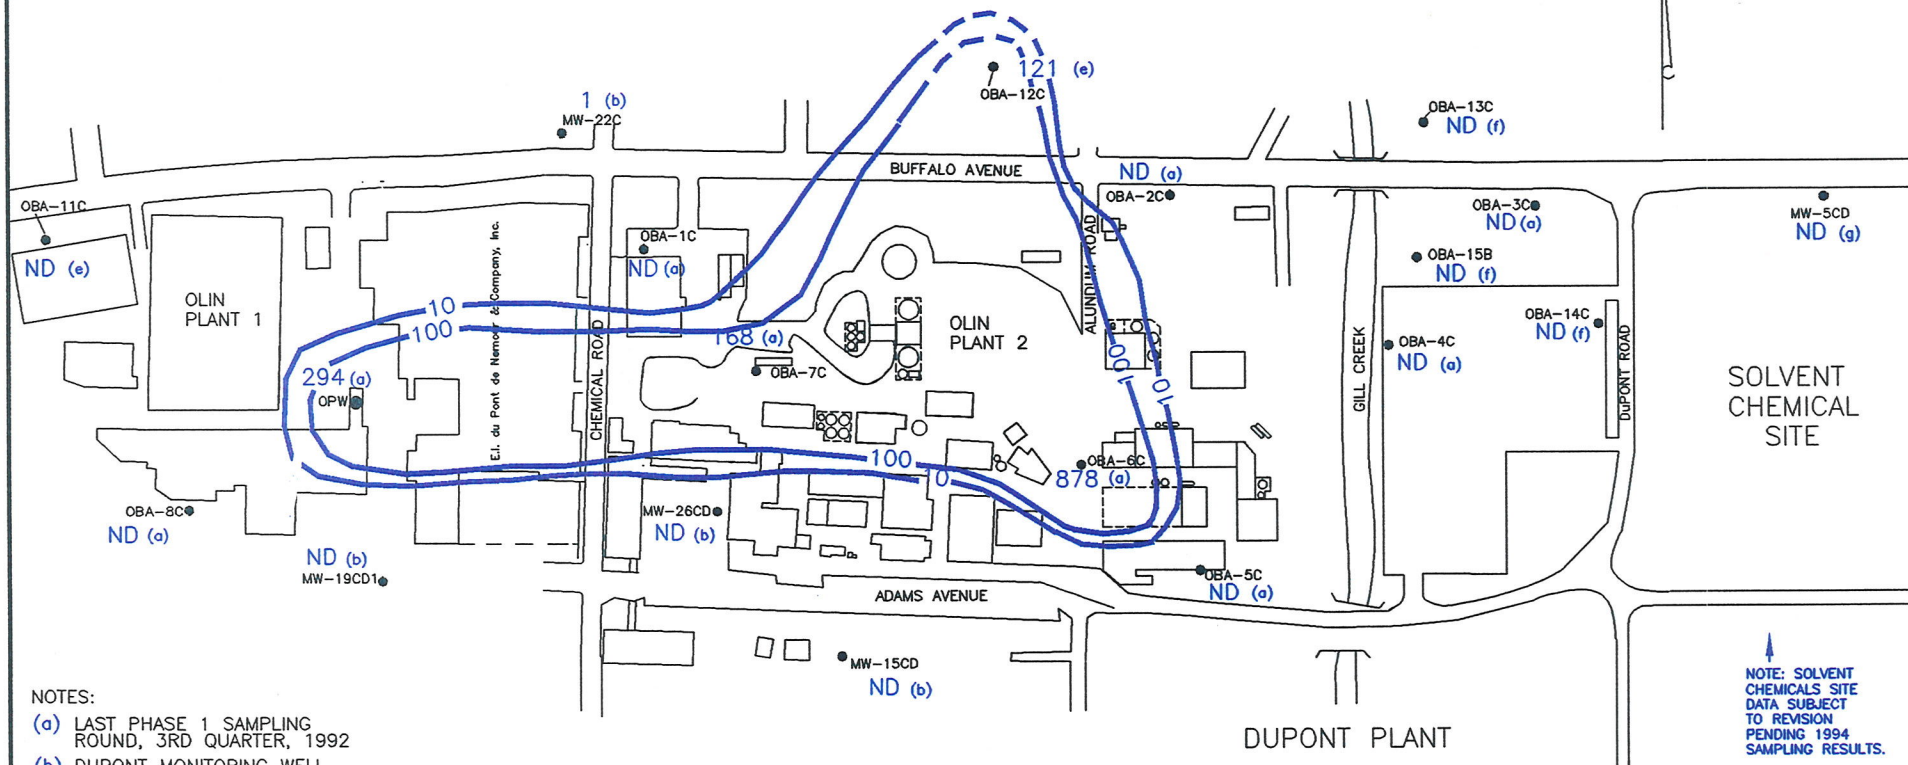 121 (e)
OBA-12C
1 (b)
MW-22C
OBA-13C
ND (f)
BUFFALO AVENUE
ND (a)
OBA-2C
OBA-11C
ND (e)
OBA-3C
ND (a)
MW-5CD
ND (g)
OBA-1C
ND (a)
OBA-15B
ND (f)
OLIN
PLANT 1
E.I. du Pont de Nemour & Company, Inc.
CHEMICAL ROAD
10
100
168 (a)
OBA-7C
OLIN
PLANT 2
ALUNDUM ROAD
100
10
GILL CREEK
OBA-4C
ND (a)
OBA-14C
ND (f)
DuPONT ROAD
SOLVENT
CHEMICAL
SITE
294 (a)
OPW
100
10
OBA-6C
878 (a)
OBA-8C
ND (a)
MW-26CD
ND (b)
ND (b)
MW-19CD1
OBA-5C
ND (a)
ADAMS AVENUE
MW-15CD
ND (b)
DUPONT PLANT
NOTE: SOLVENT
CHEMICALS SITE
DATA SUBJECT
TO REVISION
PENDING 1994
SAMPLING RESULTS.
NOTES:
(a) LAST PHASE 1 SAMPLING
ROUND, 3RD QUARTER, 1992
(b) DUPONT MONITORING WELL